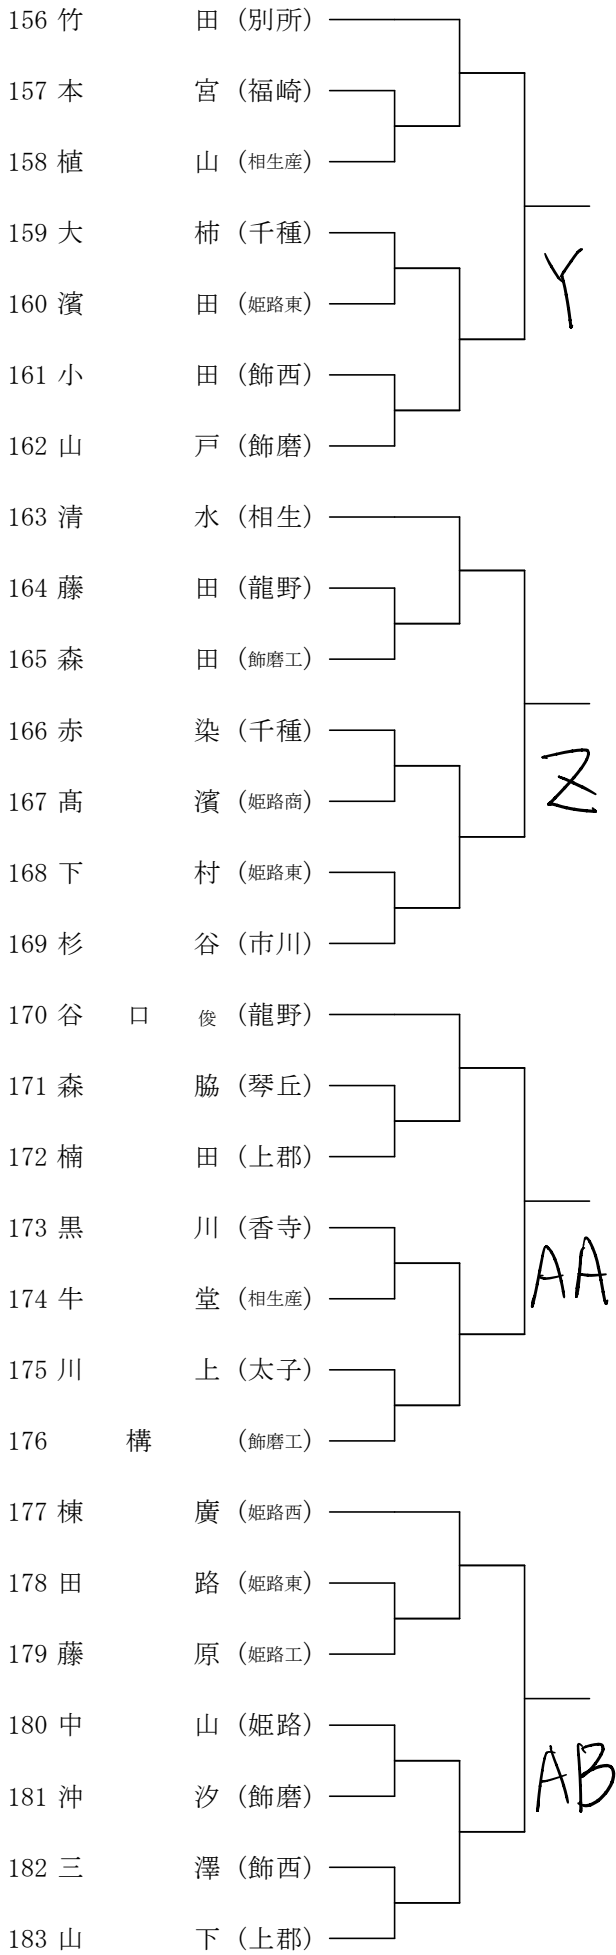 156 竹 田 (別所)
157 本 宮 (福崎)
158 植 山 (相生産)
159 大 柿 (千種)
160 濱 田 (姫路東)
Y
161 小 田 (飾西)
162 山 戸 (飾磨)
163 清 水 (相生)
164 藤 田 (龍野)
165 森 田 (飾磨工)
166 赤 染 (千種)
167 髙 濱 (姫路商)
Z
168 下 村 (姫路東)
169 杉 谷 (市川)
170 谷 口 俊 (龍野)
171 森 脇 (琴丘)
172 楠 田 (上郡)
173 黒 川 (香寺)
174 牛 堂 (相生産)
AA
175 川 上 (太子)
176 構 (飾磨工)
177 棟 廣 (姫路西)
178 田 路 (姫路東)
179 藤 原 (姫路工)
180 中 山 (姫路)
181 沖 汐 (飾磨)
AB
182 三 澤 (飾西)
183 山 下 (上郡)